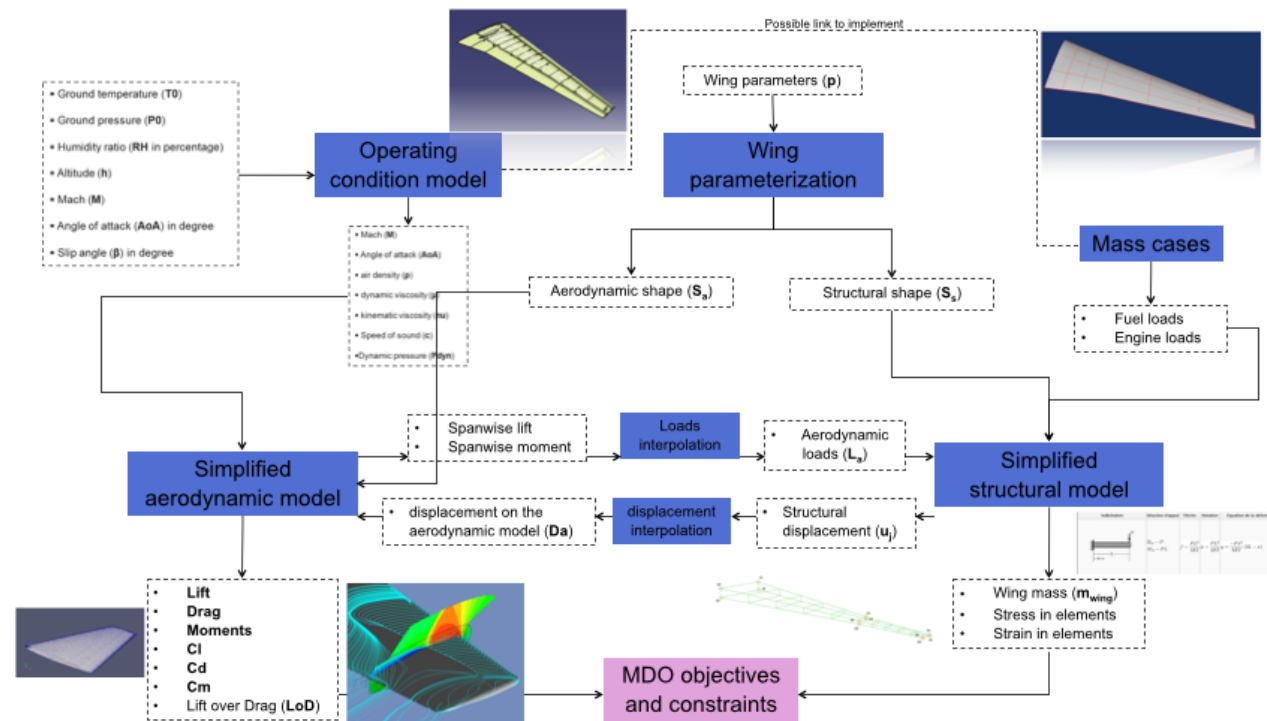 Possible link to implement
Wing parameters (p)
• Ground temperature (T0)
• Ground pressure (P0)
• Humidity ratio (RH in percentage)
• Altitude (h)
• Mach (M)
• Angle of attack (AoA) in degree
• Slip angle (β) in degree
Operating
condition model
Wing
parameterization
Mass cases
• Mach (M)
• Angle of attack (AoA)
• air density (ρ)
• dynamic viscosity (μ)
• kinematic viscosity (nu)
• Speed of sound (c)
•Dynamic pressure (Pdyn)
Aerodynamic shape (Sa)
Structural shape (Ss)
• Fuel loads
• Engine loads
• Spanwise lift
• Spanwise moment
Loads
interpolation
• Aerodynamic
loads (La)
Simplified
aerodynamic model
Simplified
structural model
• displacement on the
aerodynamic model (Da)
displacement
interpolation
• Structural
displacement (uj)
• Lift
• Drag
• Moments
• Cl
• Cd
• Cm
Lift over Drag (LoD)
• Wing mass (mwing)
• Stress in elements
• Strain in elements
MDO objectives
and constraints